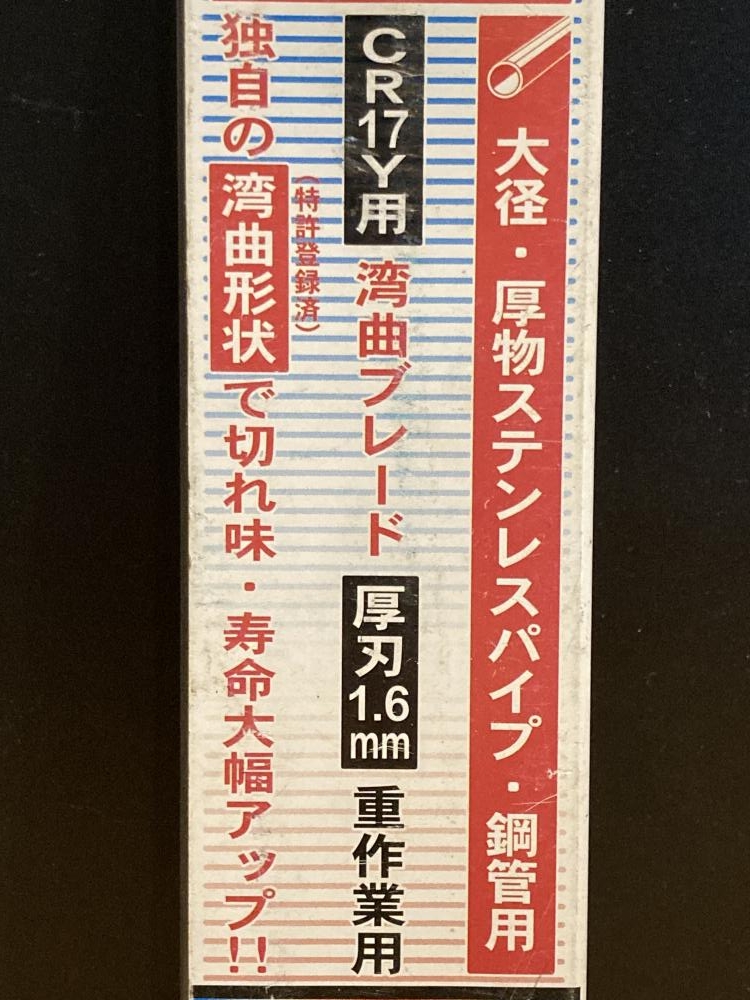 大径・厚物ステンレスパイプ・鋼管用
CR17Y用 湾曲ブレード 厚刃1.6mm 重作業用
(特許登録済)
独自の湾曲形状で切れ味・寿命大幅アップ!!